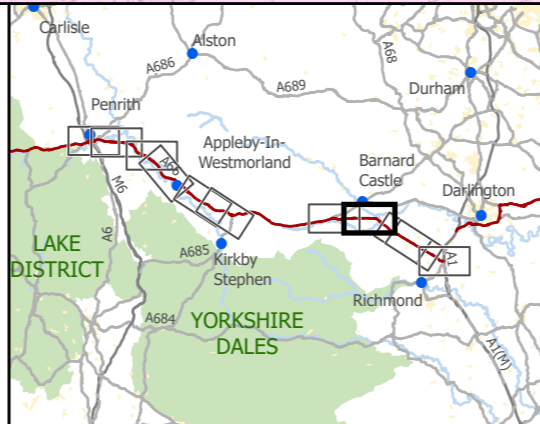 Carlisle
Alston
A68
A686
A689
Durham
Penrith
Appleby-In-
Westmorland
Barnard
Castle
A66
Darlington
M6
LAKE
DISTRICT
A6
A685
Kirkby
Stephen
A1
Richmond
A684
YORKSHIRE
DALES
A1(M)